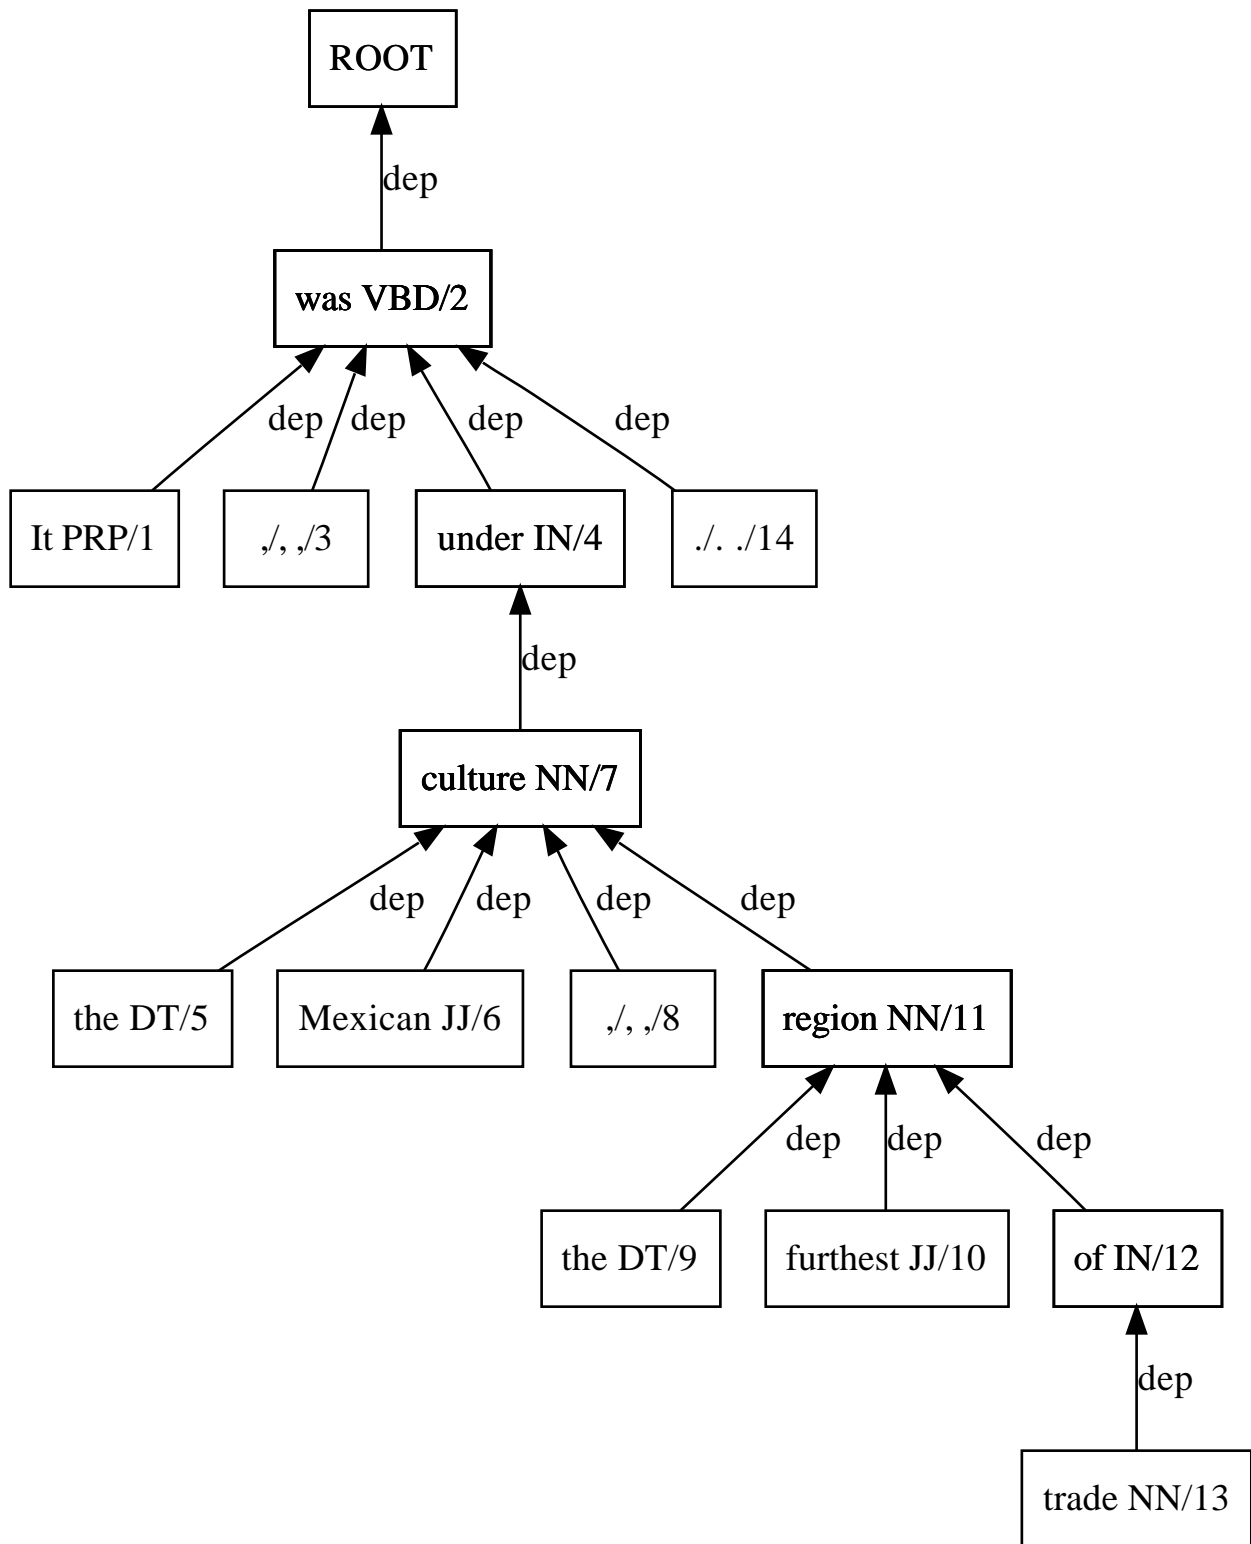 ROOT
dep
was VBD/2
dep dep dep dep
It PRP/1 ,/, ,/3 under IN/4 ./. ./14
dep
culture NN/7
dep dep dep dep
the DT/5 Mexican JJ/6 ,/, ,/8 region NN/11
dep dep dep
the DT/9 furthest JJ/10 of IN/12
dep
trade NN/13